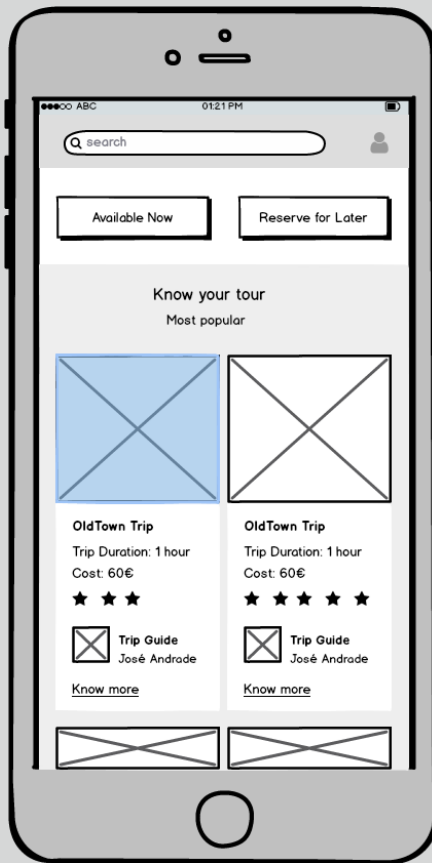 ABC 01:21 PM
search
Available Now Reserve for Later
Know your tour
Most popular
OldTown Trip
Trip Duration: 1 hour
Cost: 60€
Trip Guide
José Andrade
Know more
OldTown Trip
Trip Duration: 1 hour
Cost: 60€
Trip Guide
José Andrade
Know more